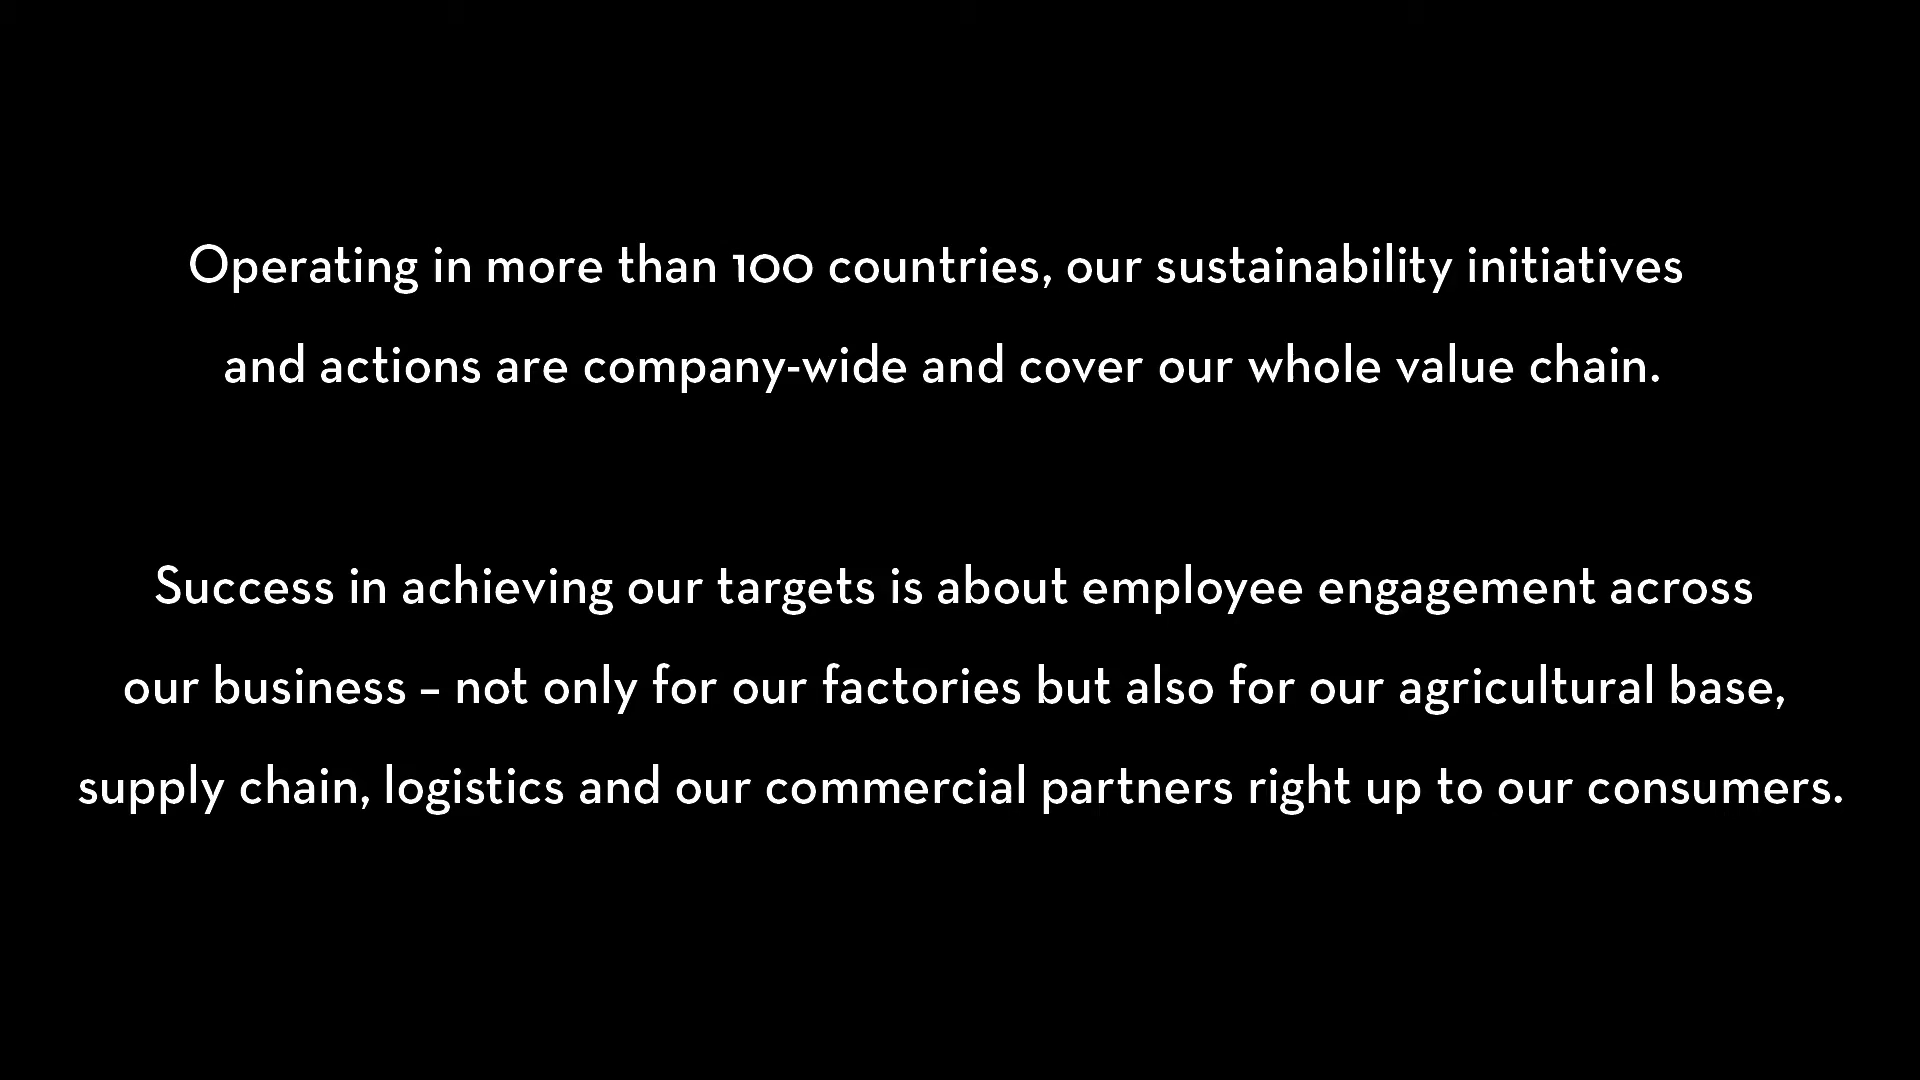 Operating in more than 100 countries, our sustainability initiatives
and actions are company-wide and cover our whole value chain.
Success in achieving our targets is about employee engagement across
our business – not only for our factories but also for our agricultural base,
supply chain, logistics and our commercial partners right up to our consumers.